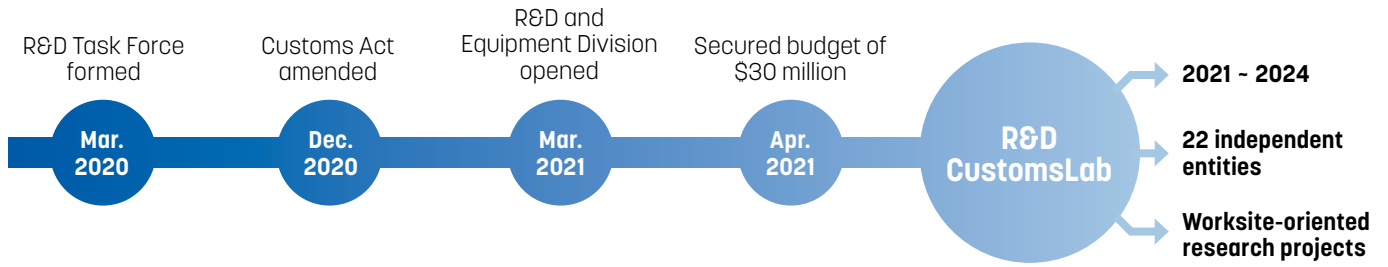 R&D Task Force
formed
Mar.
2020
Customs Act
amended
Dec.
2020
R&D and
Equipment Division
opened
Mar.
2021
Secured budget of
$30 million
Apr.
2021
R&D
CustomsLab
2021 ~ 2024
22 independent
entities
Worksite-oriented
research projects